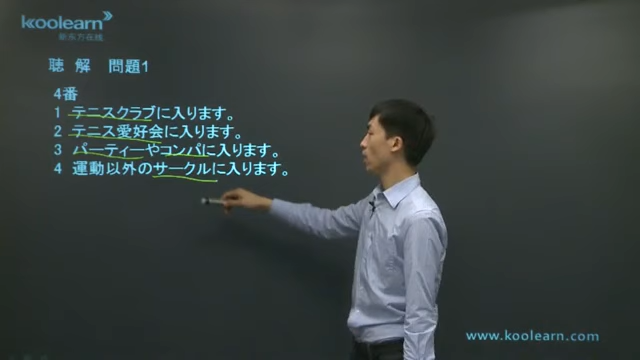 koolearn
新东方在线
聴 解 問題1
4番
1 テニスクラブに入ります。
2 テニス愛好会に入ります。
3 パーティーやコンパに入ります。
4 運動以外のサークルに入ります。
www.koolearn.com